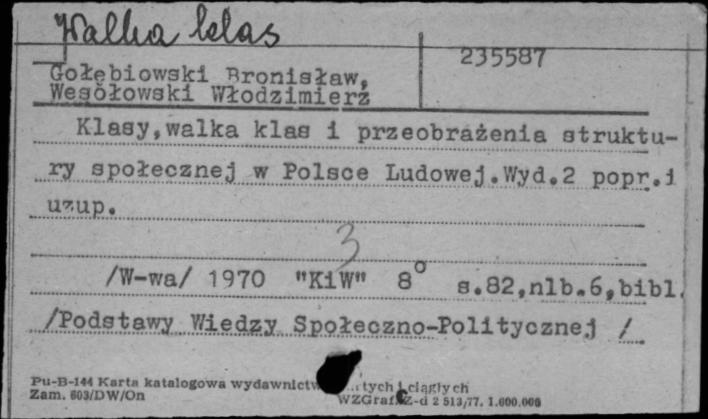 Walka klas
235587
Gołębiowski Bronisław,
Wesołowski Włodzimierz
Klasy,walka klas i przeobrażenia struktu-
ry społecznej w Polsce Ludowej.Wyd.2 popr.i
uzup.
3
/W-wa/ 1970 "KiW" 8° s.82,nlb.6,bibl.
/Podstawy Wiedzy Społeczno-Politycznej /
Pu-B-144 Karta katalogowa wydawnictw ciągłych
Zam. 603/DW/On WZGraf. Z-d 2 513/77. 1.000.000